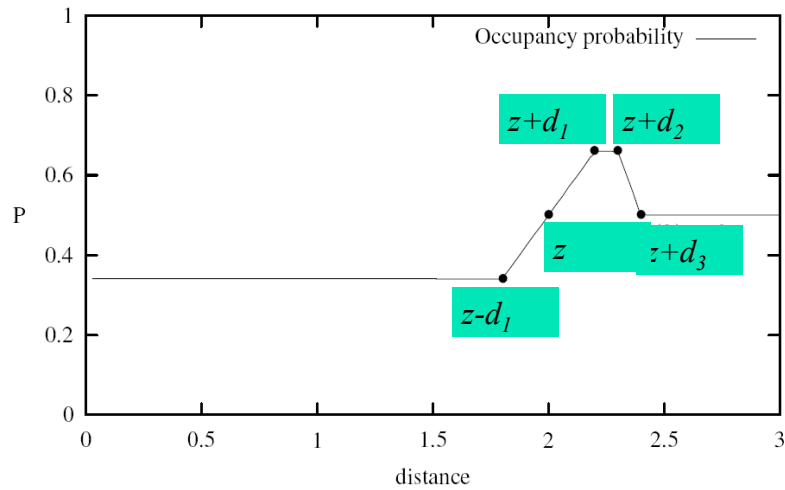 1
Occupancy probability
0.8
z+d₁ z+d₂
0.6
P
0.4
z z+d₃
z-d₁
0.2
0
0 0.5 1 1.5 2 2.5 3
distance